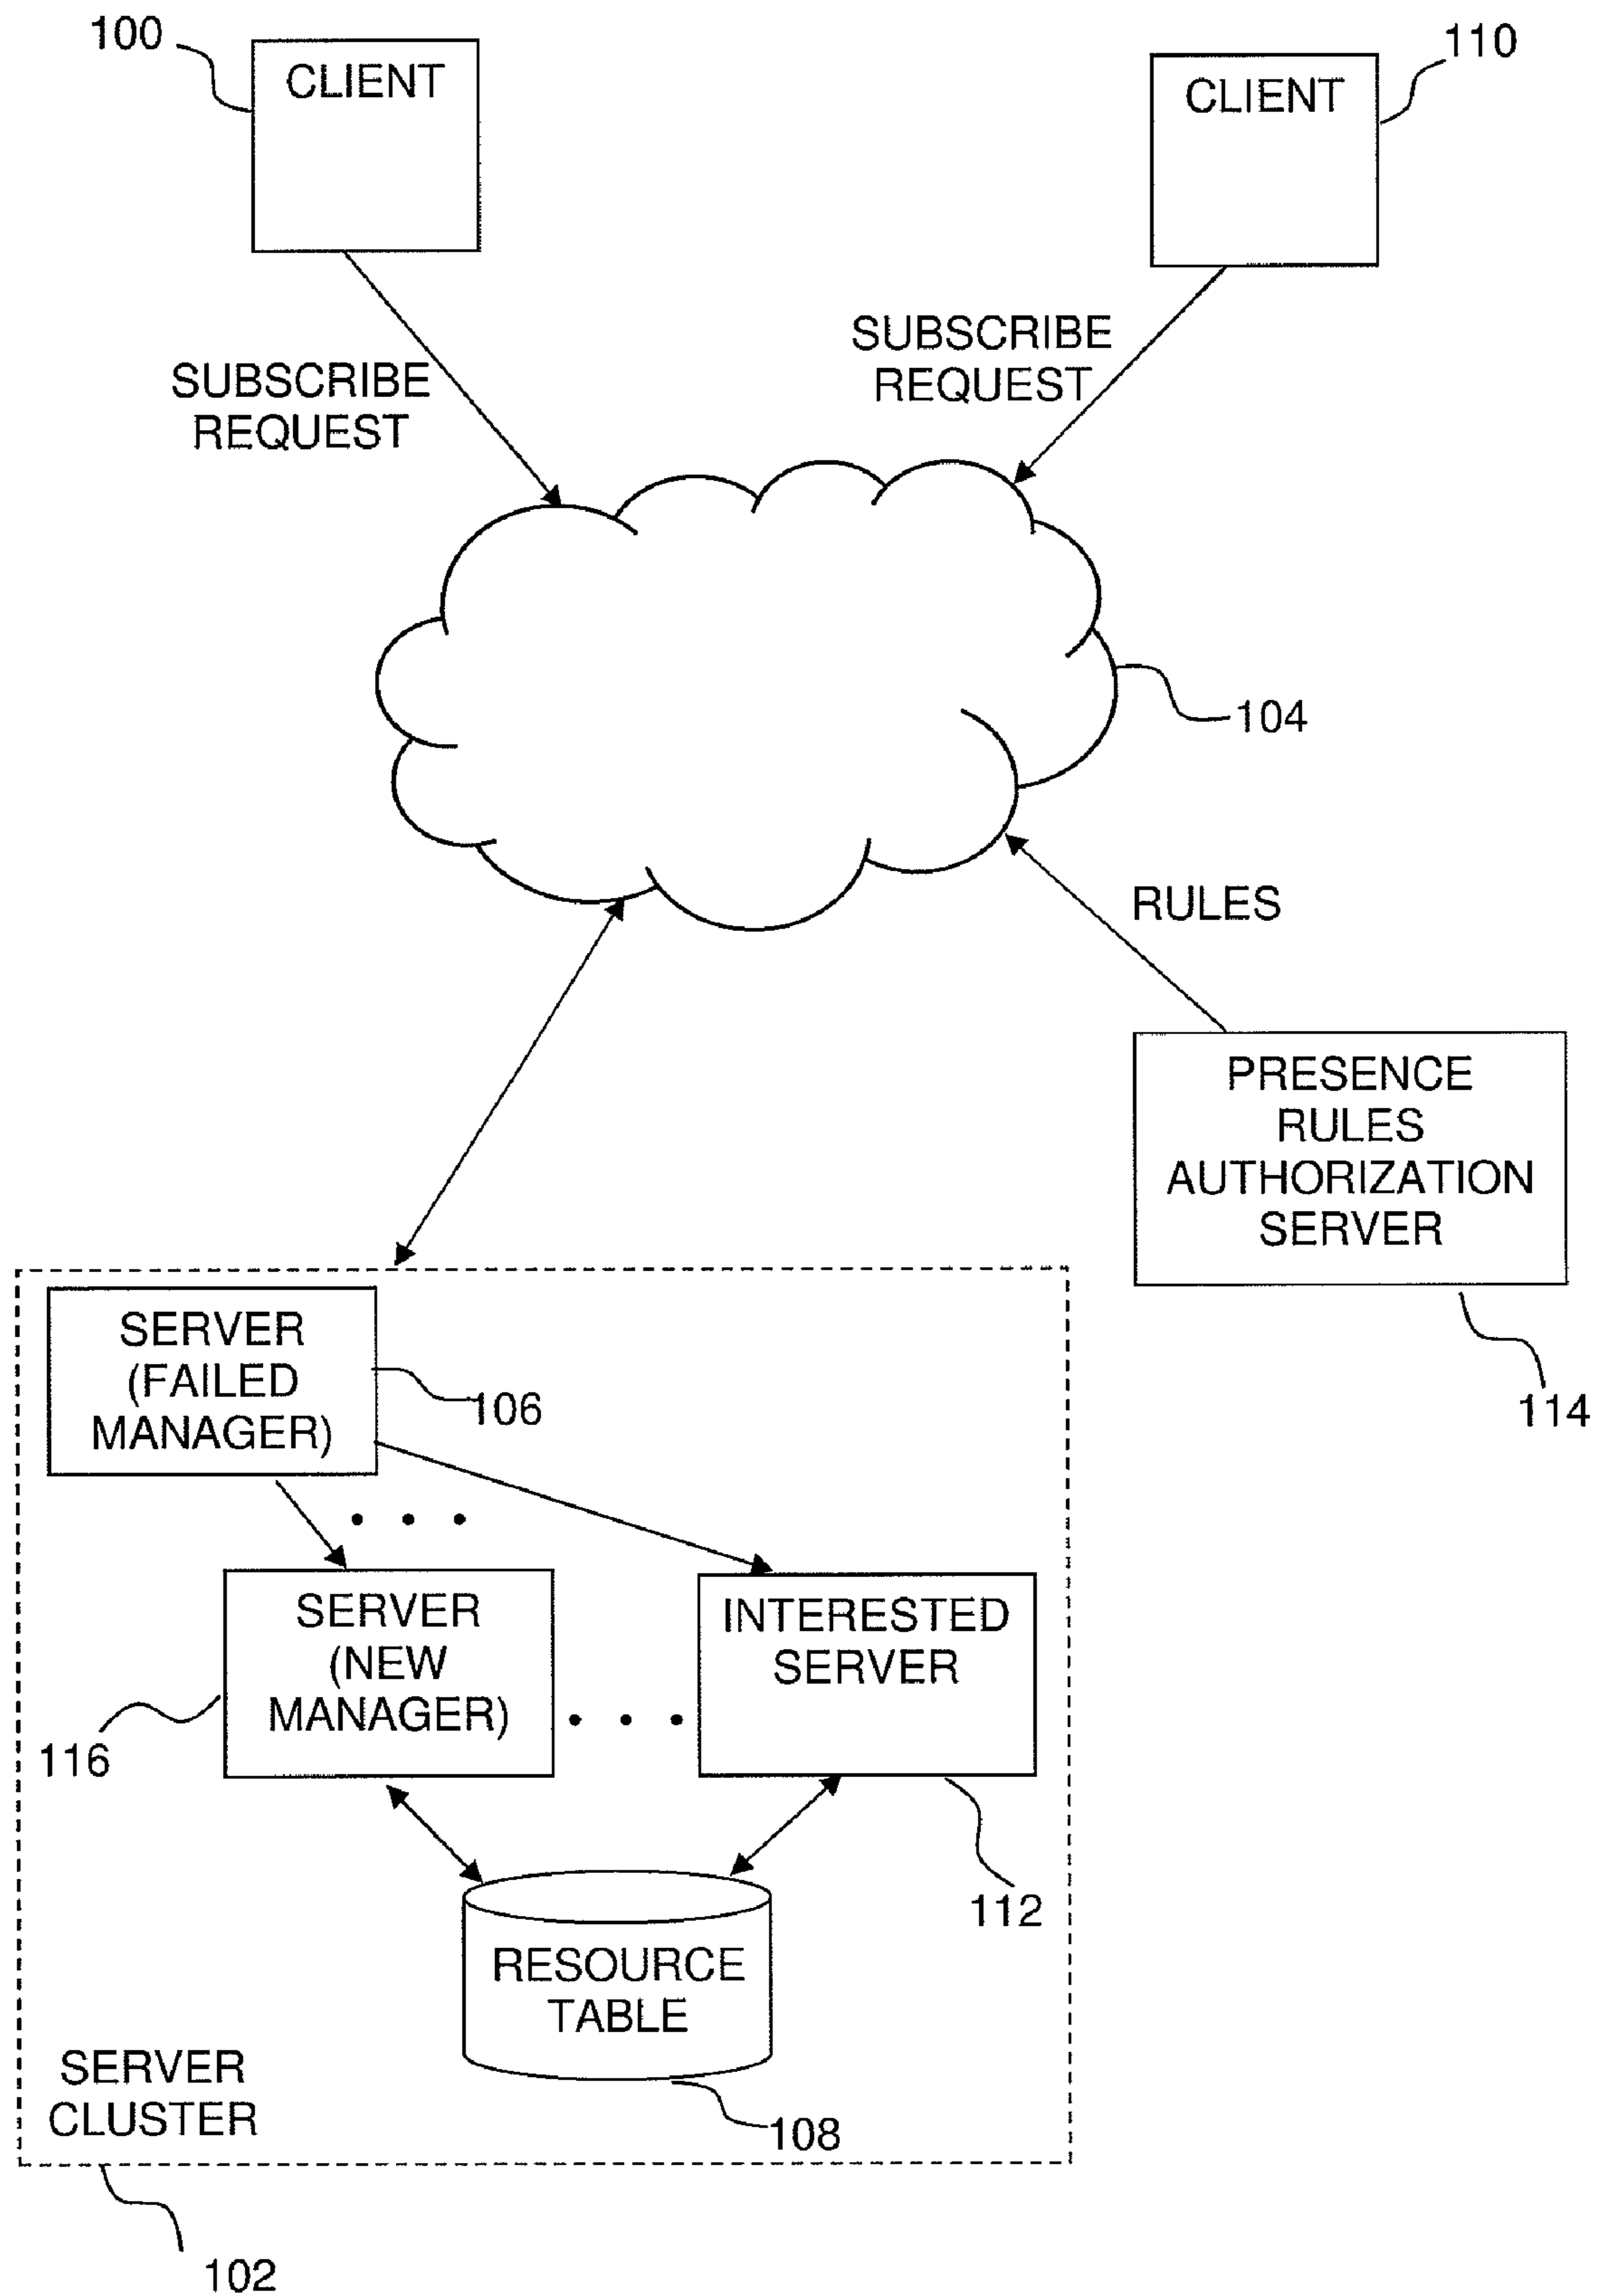 100
CLIENT
110
CLIENT
SUBSCRIBE
REQUEST
SUBSCRIBE
REQUEST
104
RULES
PRESENCE
RULES
AUTHORIZATION
SERVER
114
SERVER
(FAILED
MANAGER)
106
SERVER
(NEW
MANAGER)
116
INTERESTED
SERVER
112
RESOURCE
TABLE
108
SERVER
CLUSTER
102